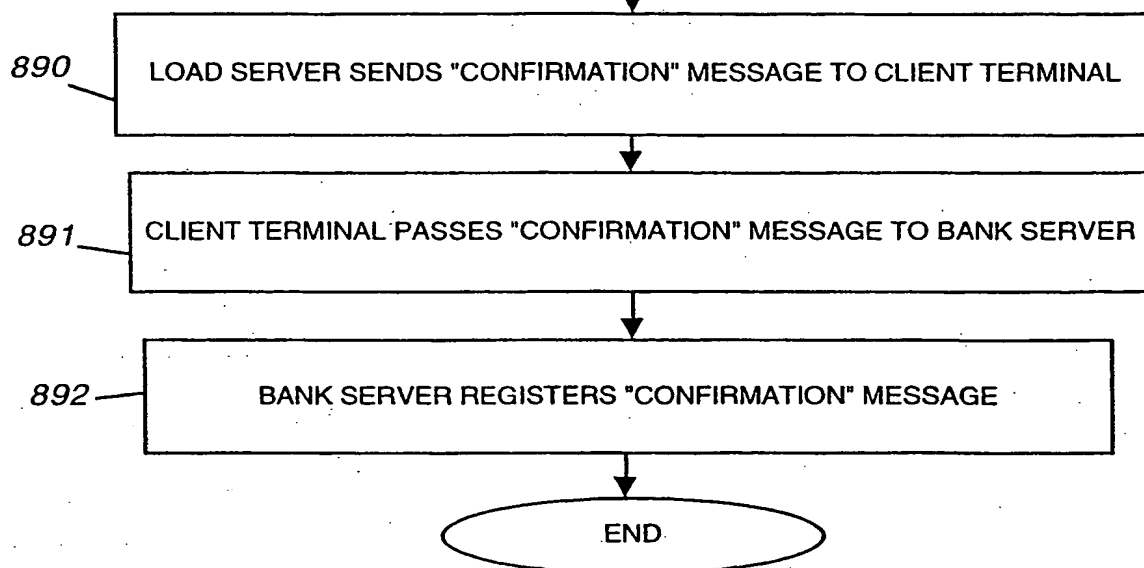 890
LOAD SERVER SENDS "CONFIRMATION" MESSAGE TO CLIENT TERMINAL
891
CLIENT TERMINAL PASSES "CONFIRMATION" MESSAGE TO BANK SERVER
892
BANK SERVER REGISTERS "CONFIRMATION" MESSAGE
END